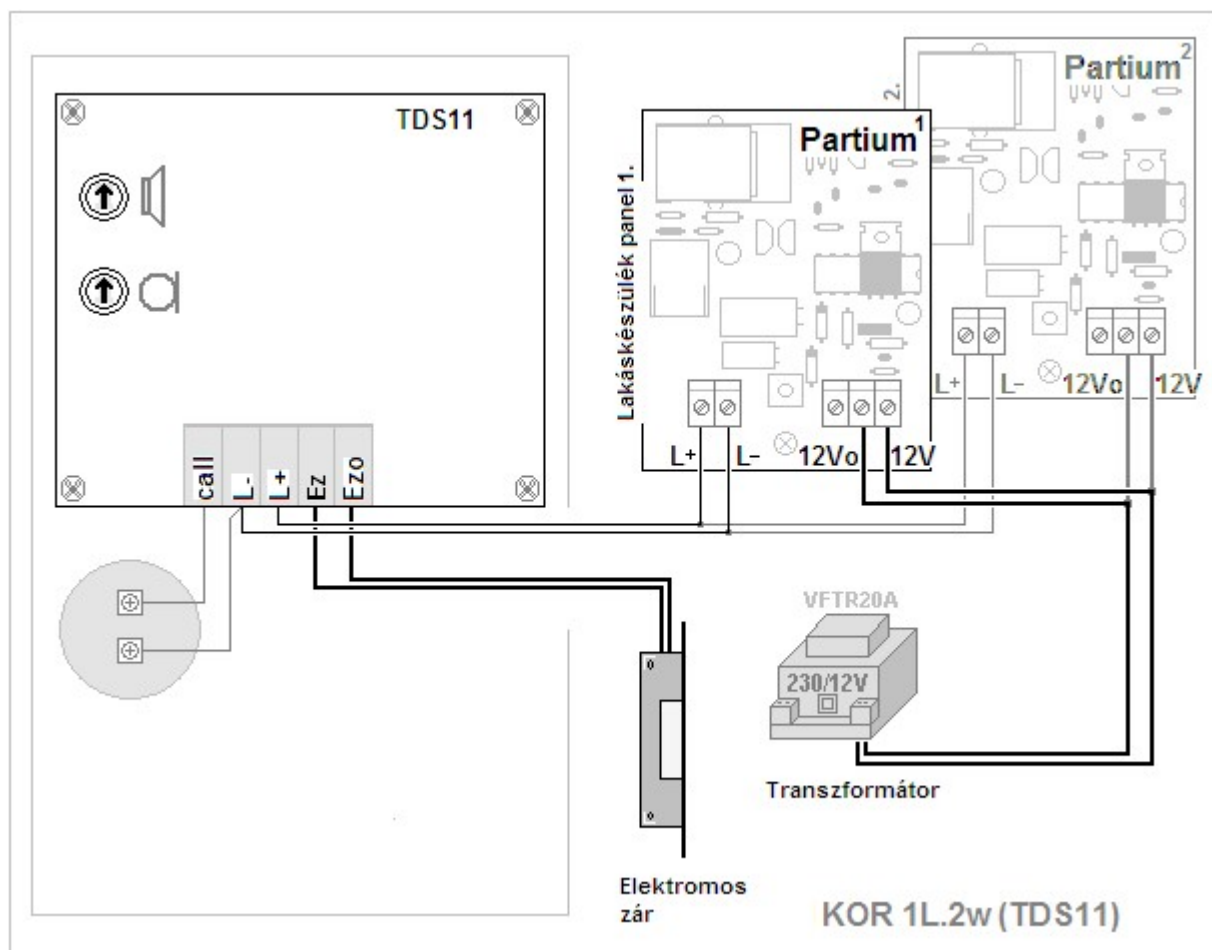 TDS11
call
L-
L+
Ez
Ezo
Lakáskészülék panel 1.
Partium1
L+
L-
12Vo
12V
2.
Partium2
L+
L-
12Vo
12V
VFTR20A
230/12V
Transzformátor
Elektromos
zár
KOR 1L.2w (TDS11)